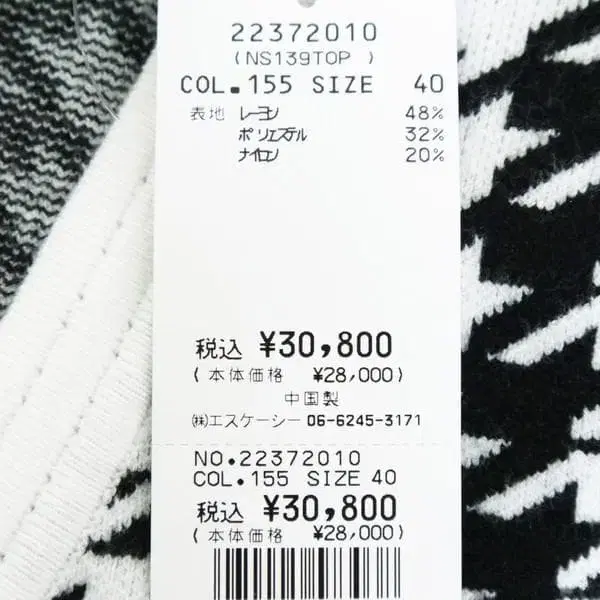 22372010
(NS139TOP )
COL.155 SIZE 40
表地 レーヨン 48%
ポリエステル 32%
ナイロン 20%
税込 ¥30,800
(本体価格 ¥28,000)
中国製
㈱エスケーシー 06-6245-3171
NO.22372010
COL.155 SIZE 40
税込 ¥30,800
(本体価格 ¥28,000)